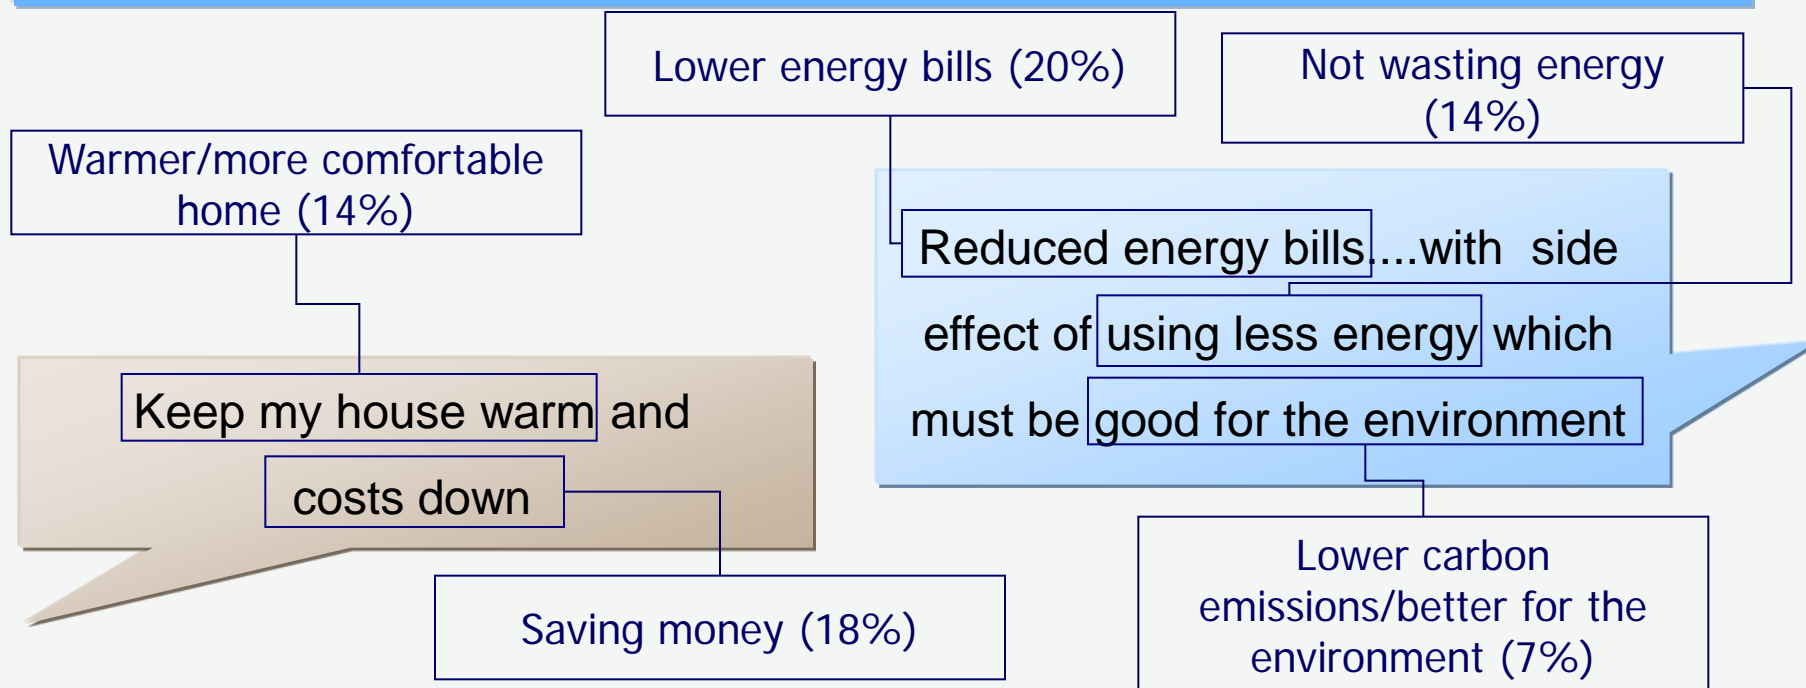 Lower energy bills (20%)
Not wasting energy
(14%)
Warmer/more comfortable
home (14%)
Reduced energy bills....with side
effect of using less energy which
must be good for the environment
Keep my house warm and
costs down
Saving money (18%)
Lower carbon
emissions/better for the
environment (7%)